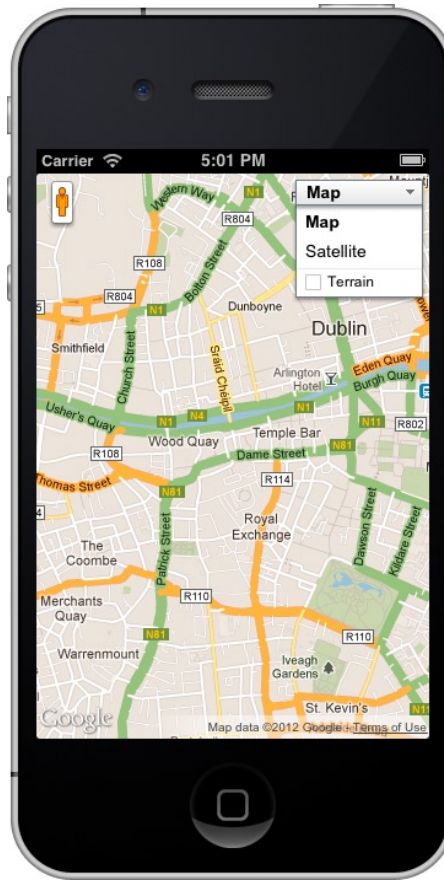 Carrier
5:01 PM
Western Way
N1
Map
Map
Satellite
Terrain
R804
Bolton Street
R108
R804
N1
Dunboyne
Dublin
Smithfield
Church Street
Sráid Chéipil
Arlington
Hotel
Eden Quay
Burgh Quay
Usher's Quay
N1
N4
N1
N11
R802
Wood Quay
Temple Bar
R108
Dame Street
N81
Thomas Street
N81
R114
Patrick Street
Royal
Exchange
Dawson Street
Kildare Street
The
Coombe
R110
Merchants
Quay
N81
R110
Warrenmount
Iveagh
Gardens
St. Kevin's
N11
Google
Map data ©2012 Google - Terms of Use